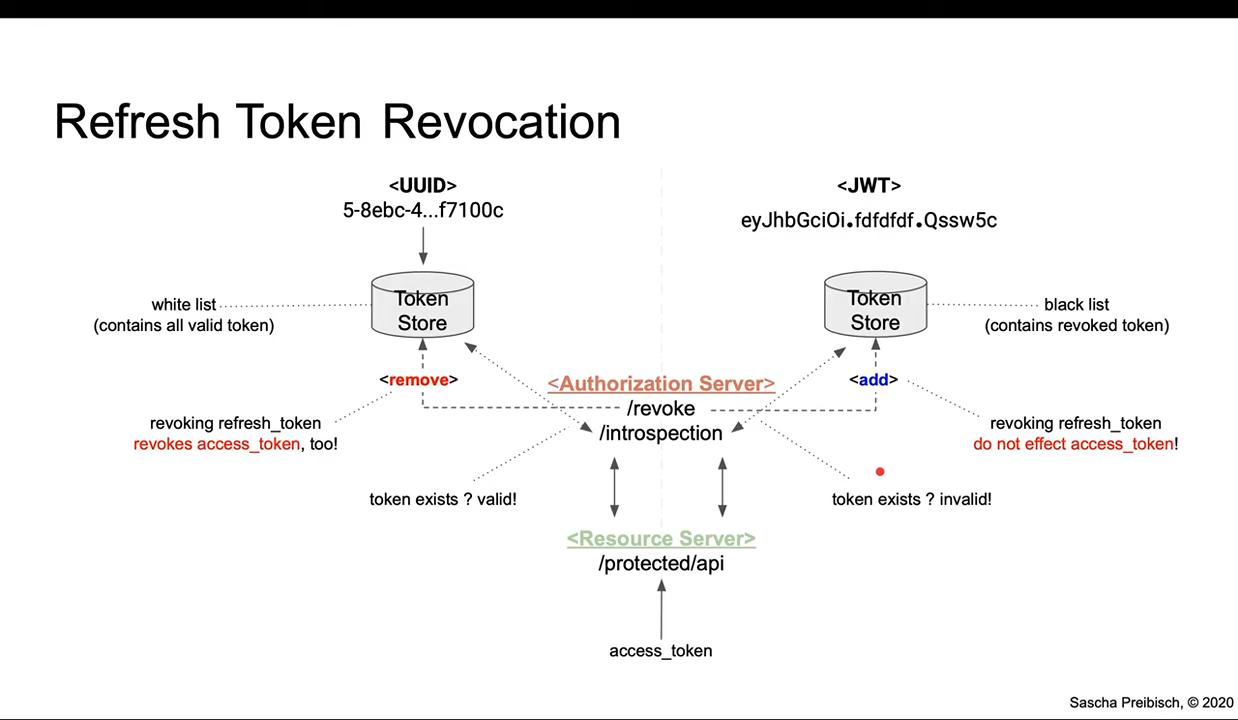 Refresh Token Revocation
<UUID>
5-8ebc-4...f7100c
<JWT>
eyJhbGciOi.fdfdfdf.Qssw5c
Token
Store
white list
(contains all valid token)
Token
Store
black list
(contains revoked token)
<remove>
<Authorization Server>
<add>
/revoke
/introspection
revoking refresh_token
revokes access_token, too!
revoking refresh_token
do not effect access_token!
token exists ? valid!
token exists ? invalid!
<Resource Server>
/protected/api
access_token
Sascha Preibisch, © 2020